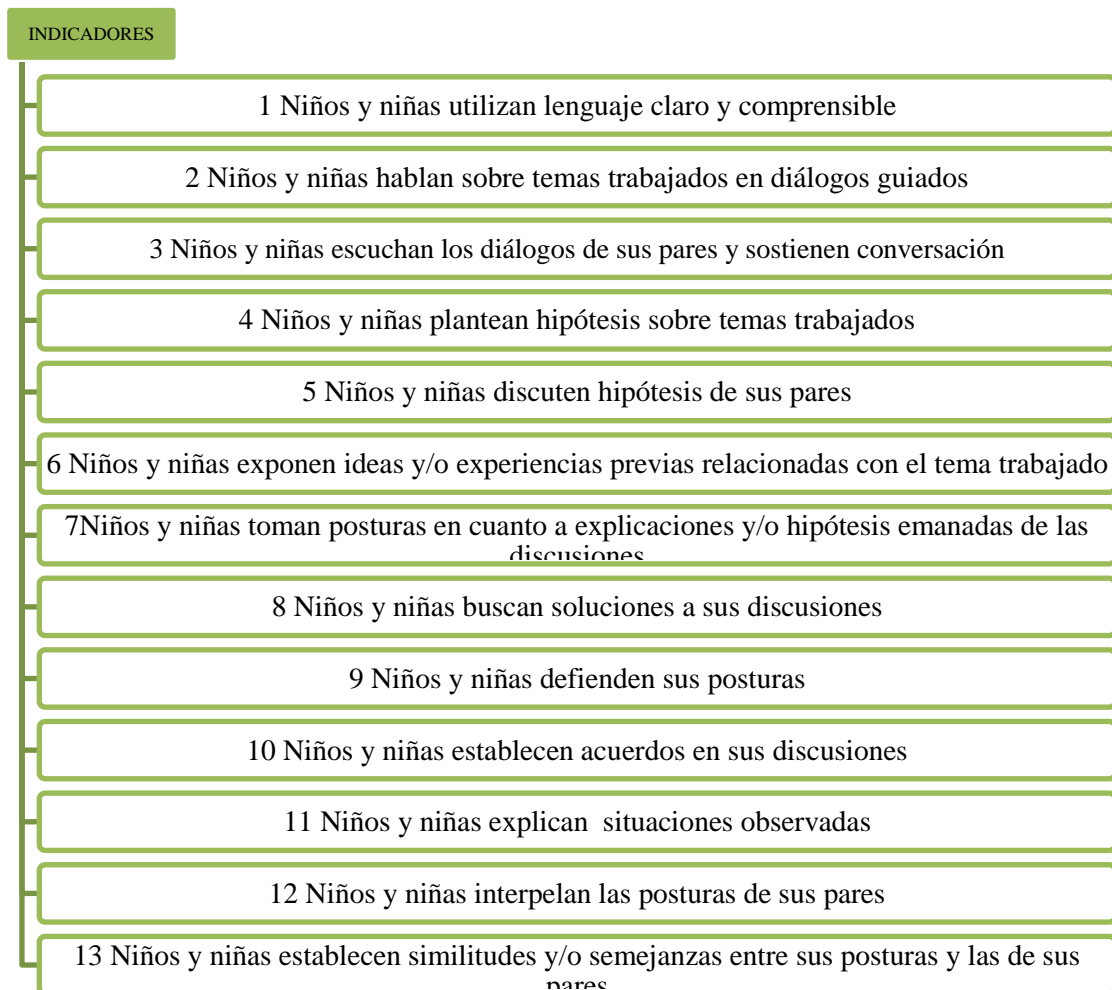 INDICADORES
1 Niños y niñas utilizan lenguaje claro y comprensible
2 Niños y niñas hablan sobre temas trabajados en diálogos guiados
3 Niños y niñas escuchan los diálogos de sus pares y sostienen conversación
4 Niños y niñas plantean hipótesis sobre temas trabajados
5 Niños y niñas discuten hipótesis de sus pares
6 Niños y niñas exponen ideas y/o experiencias previas relacionadas con el tema trabajado
7Niños y niñas toman posturas en cuanto a explicaciones y/o hipótesis emanadas de las
discusiones
8 Niños y niñas buscan soluciones a sus discusiones
9 Niños y niñas defienden sus posturas
10 Niños y niñas establecen acuerdos en sus discusiones
11 Niños y niñas explican  situaciones observadas
12 Niños y niñas interpelan las posturas de sus pares
13 Niños y niñas establecen similitudes y/o semejanzas entre sus posturas y las de sus
pares